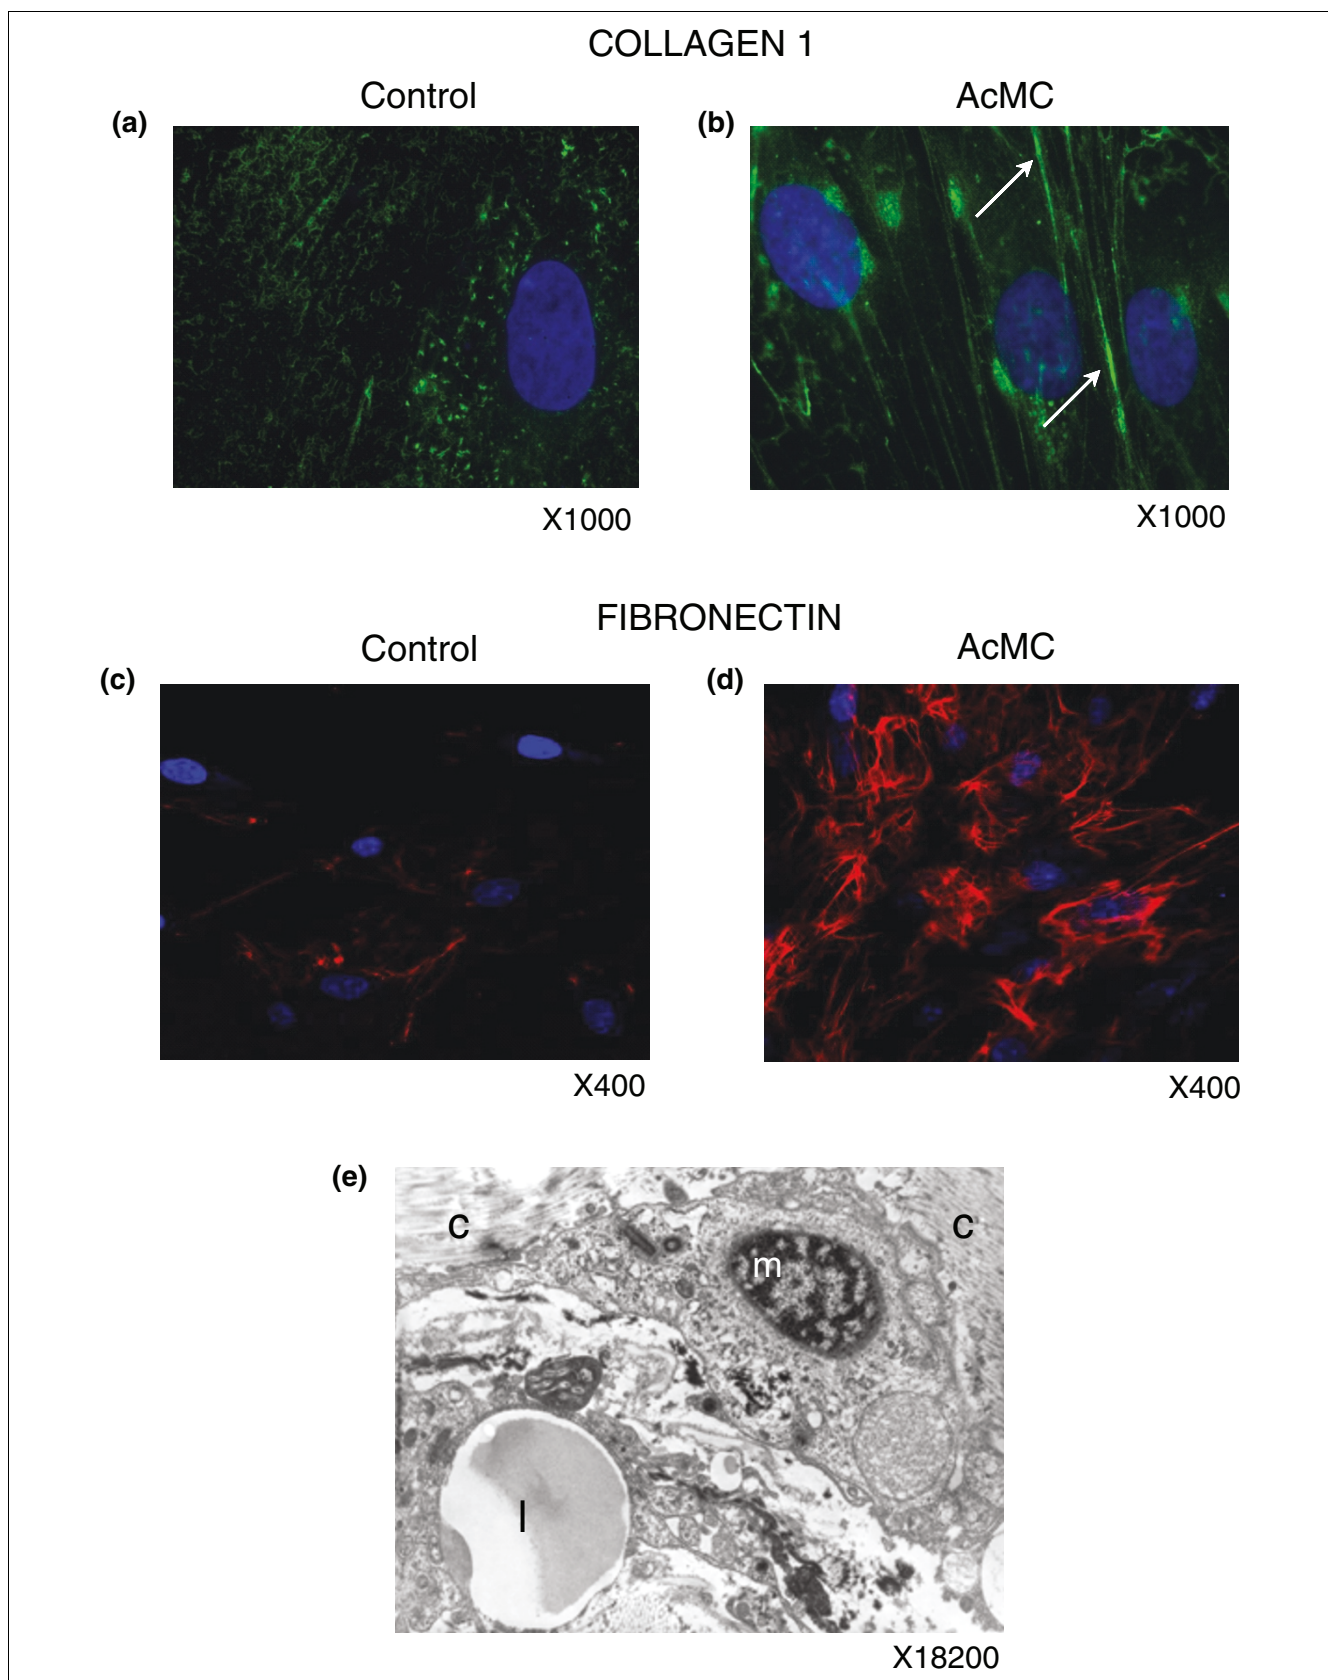 COLLAGEN 1
Control
AcMC
(a)
(b)
X1000
X1000
FIBRONECTIN
Control
AcMC
(c)
(d)
X400
X400
(e)
c
c
m
l
X18200